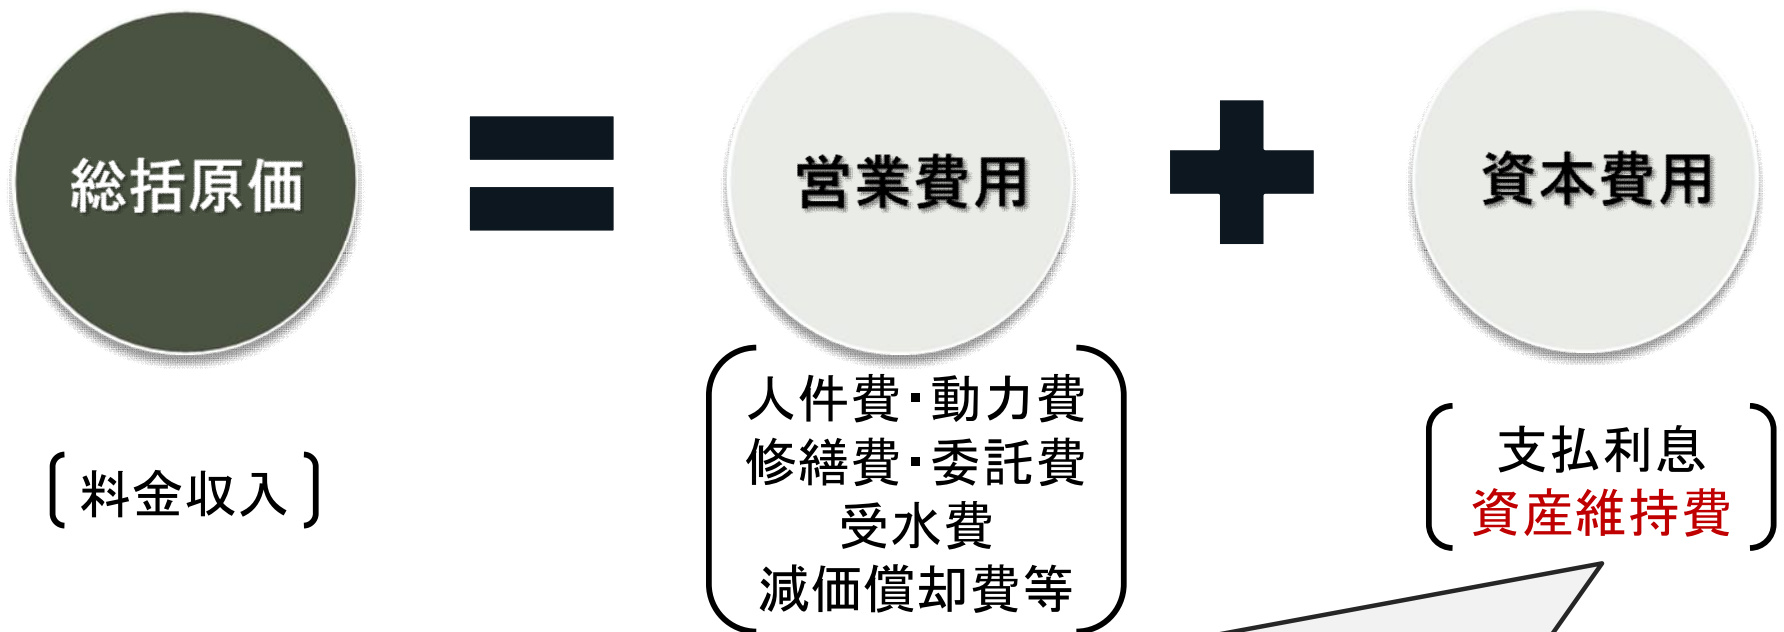 総括原価
=
営業費用
+
資本費用
[料金収入]
人件費・動力費
修繕費・委託費
受水費
減価償却費等
支払利息
資産維持費